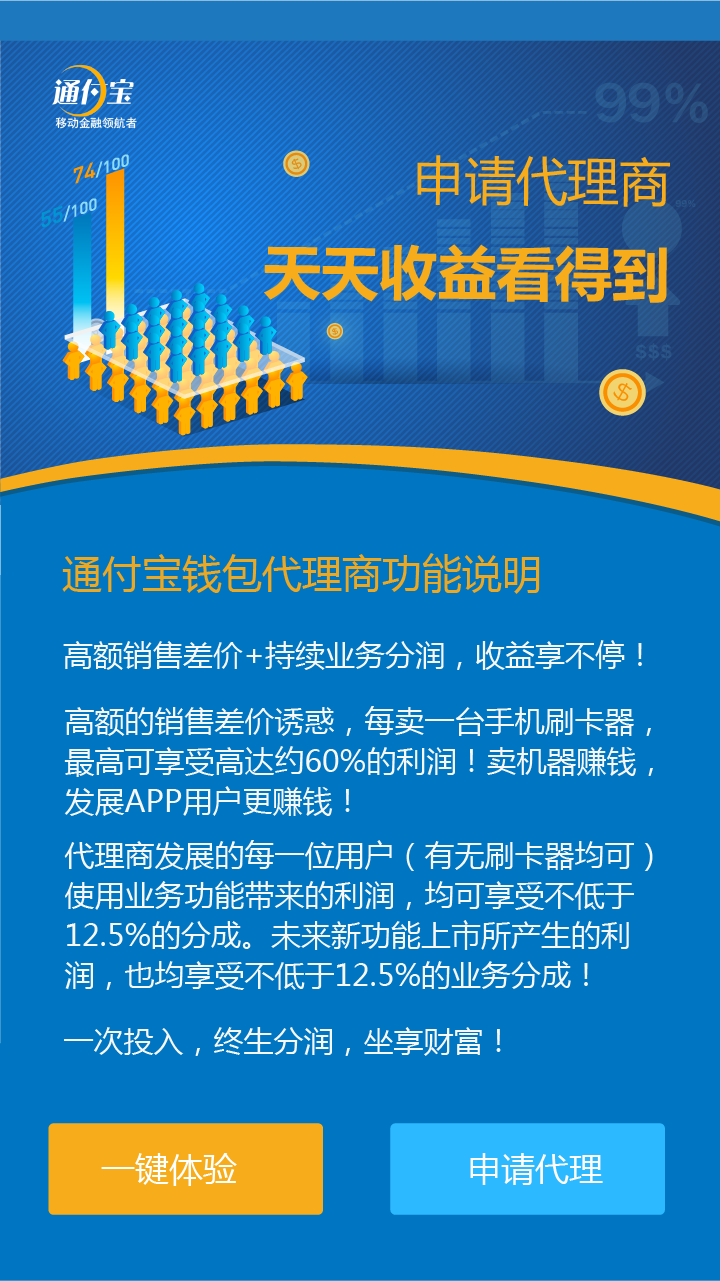 通付宝
移动金融领航者
99%
74/100
55/100
申请代理商
99%
天天收益看得到
$$$
通付宝钱包代理商功能说明
高额销售差价+持续业务分润，收益享不停！
高额的销售差价诱惑，每卖一台手机刷卡器，
最高可享受高达约60%的利润！卖机器赚钱，
发展APP用户更赚钱！
代理商发展的每一位用户（有无刷卡器均可）
使用业务功能带来的利润，均可享受不低于
12.5%的分成。未来新功能上市所产生的利
润，也均享受不低于12.5%的业务分成！
一次投入，终生分润，坐享财富！
一键体验
申请代理